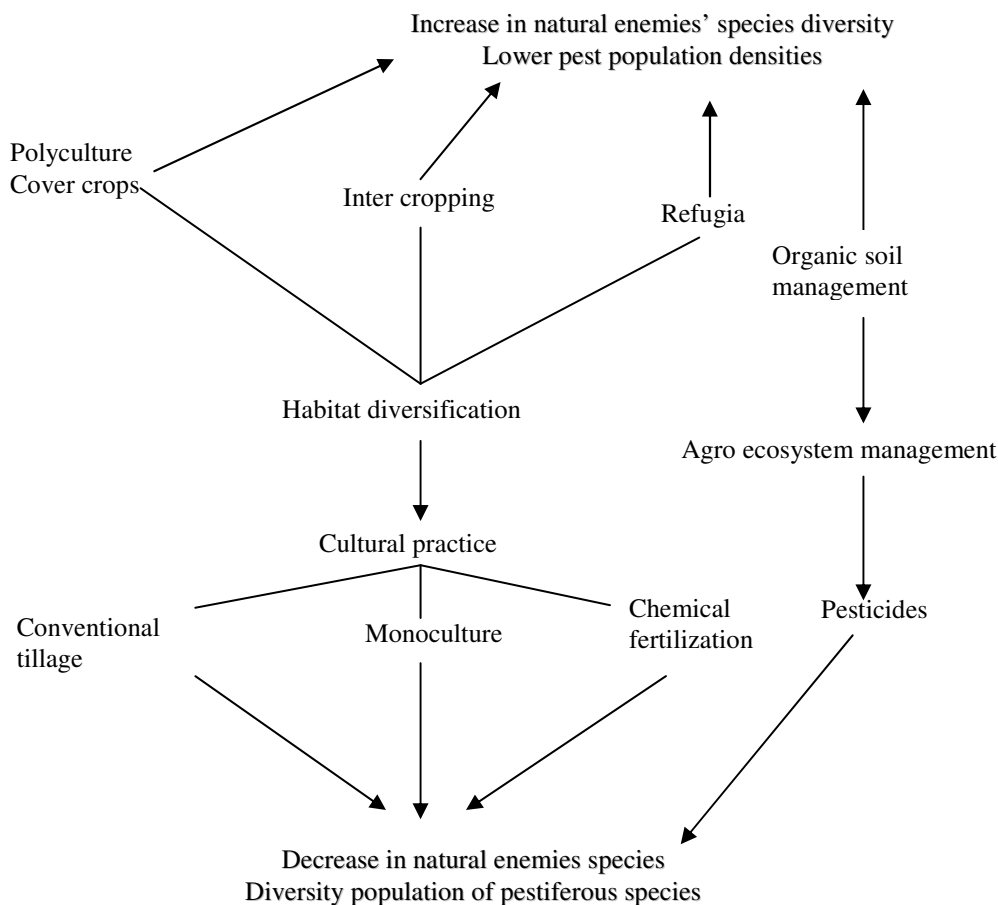 Increase in natural enemies’ species diversity
Lower pest population densities
Polyculture
Cover crops
Inter cropping
Refugia
Organic soil
management
Habitat diversification
Agro ecosystem management
Cultural practice
Conventional
tillage
Monoculture
Chemical
fertilization
Pesticides
Decrease in natural enemies species
Diversity population of pestiferous species